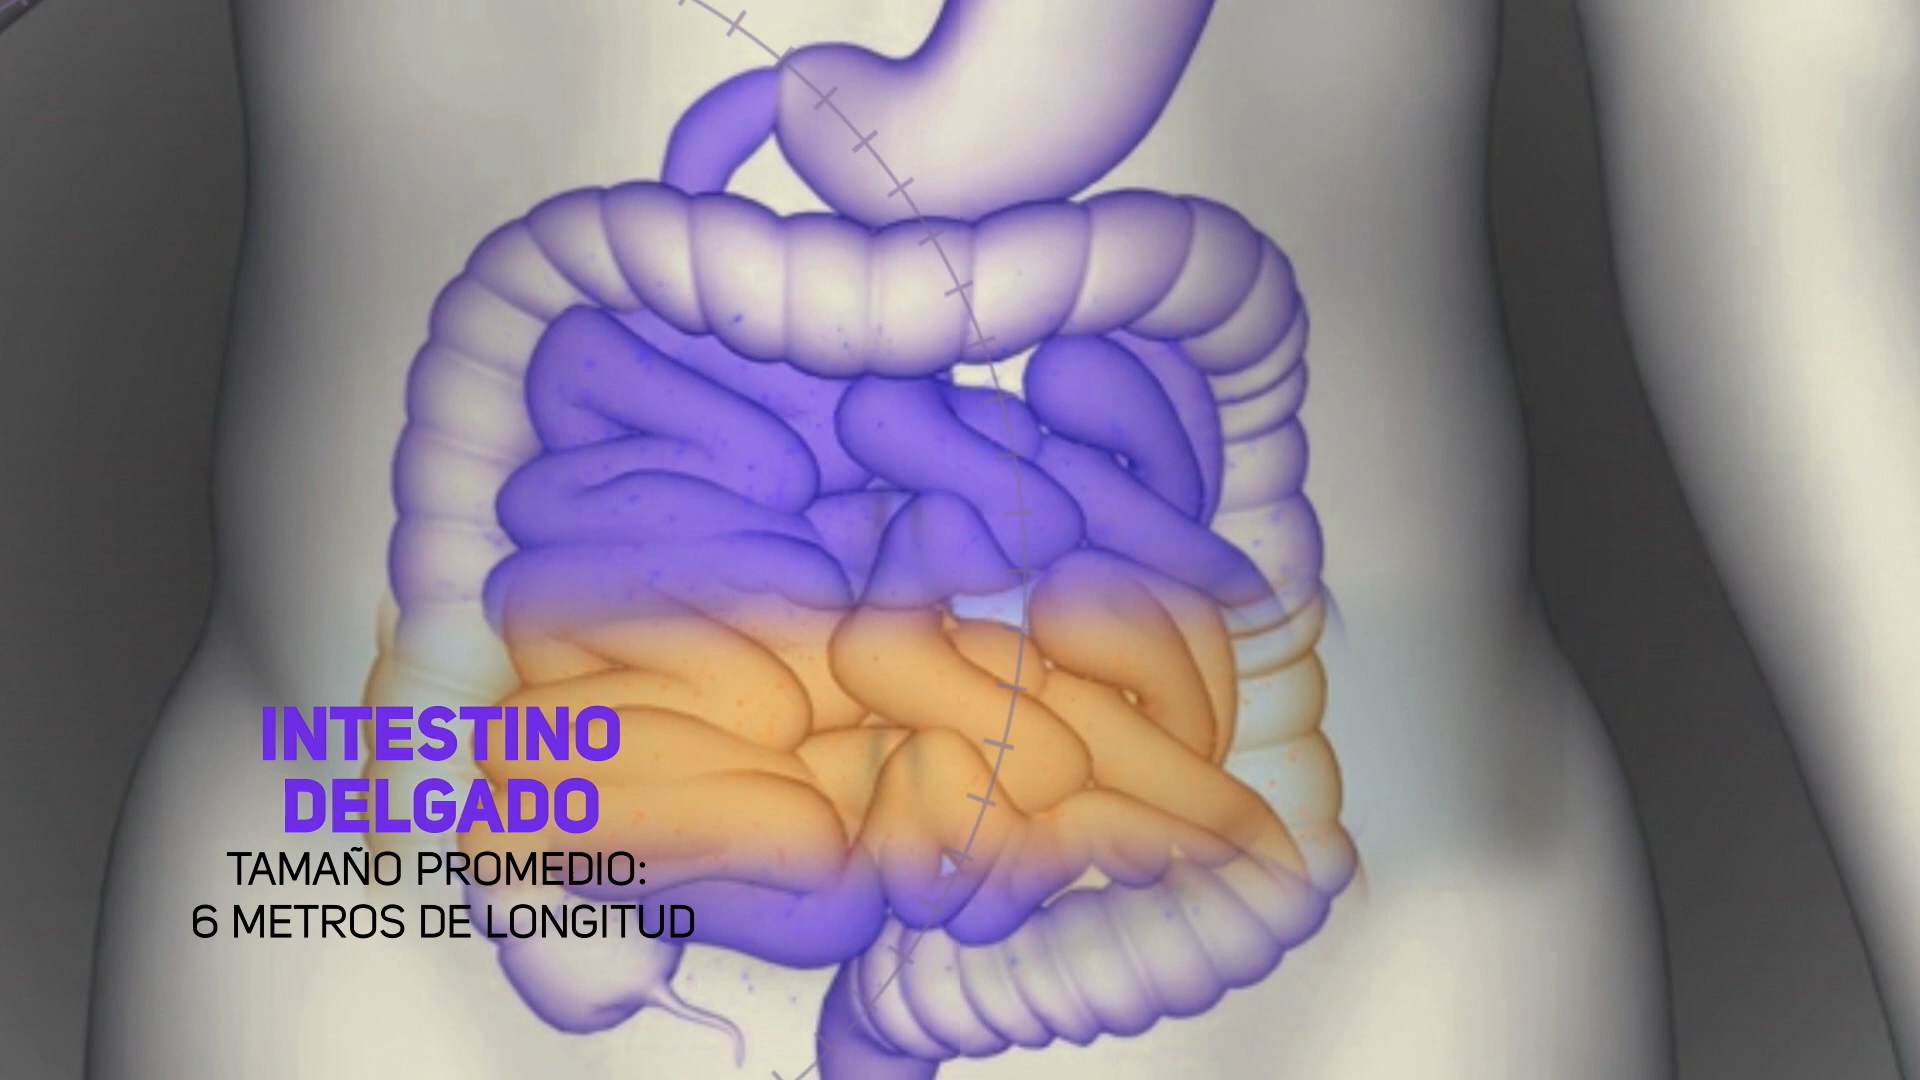 INTESTINO
DELGADO
TAMAÑO PROMEDIO:
6 METROS DE LONGITUD